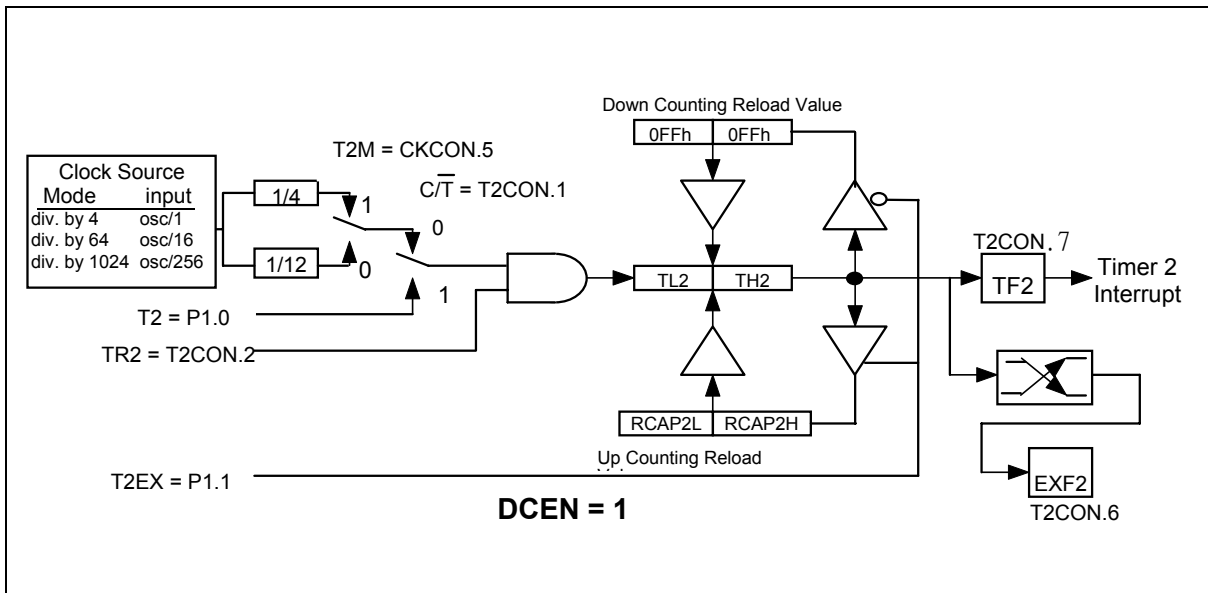 Down Counting Reload Value
0FFh 0FFh
T2M = CKCON.5
C/T̅ = T2CON.1
Clock Source
Mode input
div. by 4 osc/1
div. by 64 osc/16
div. by 1024 osc/256
1/4
1
0
1/12
0
1
T2CON.7
TL2 TH2
TF2
Timer 2
Interrupt
T2 = P1.0
TR2 = T2CON.2
RCAP2L RCAP2H
Up Counting Reload
T2EX = P1.1
EXF2
T2CON.6
DCEN = 1